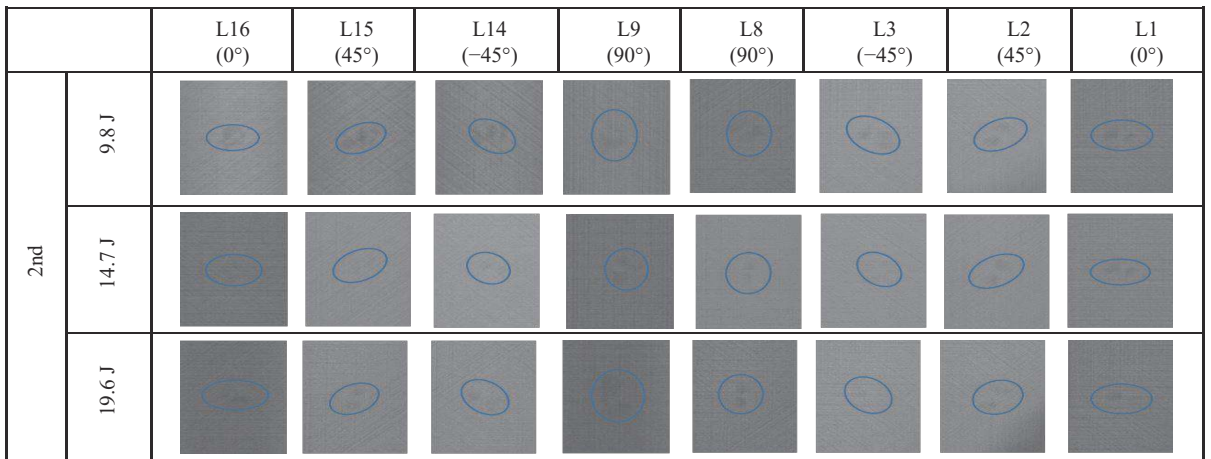 L16 L15 L14 L9 L8 L3 L2 L1
(0°) (45°) (−45°) (90°) (90°) (−45°) (45°) (0°)
2nd
9.8 J
14.7 J
19.6 J